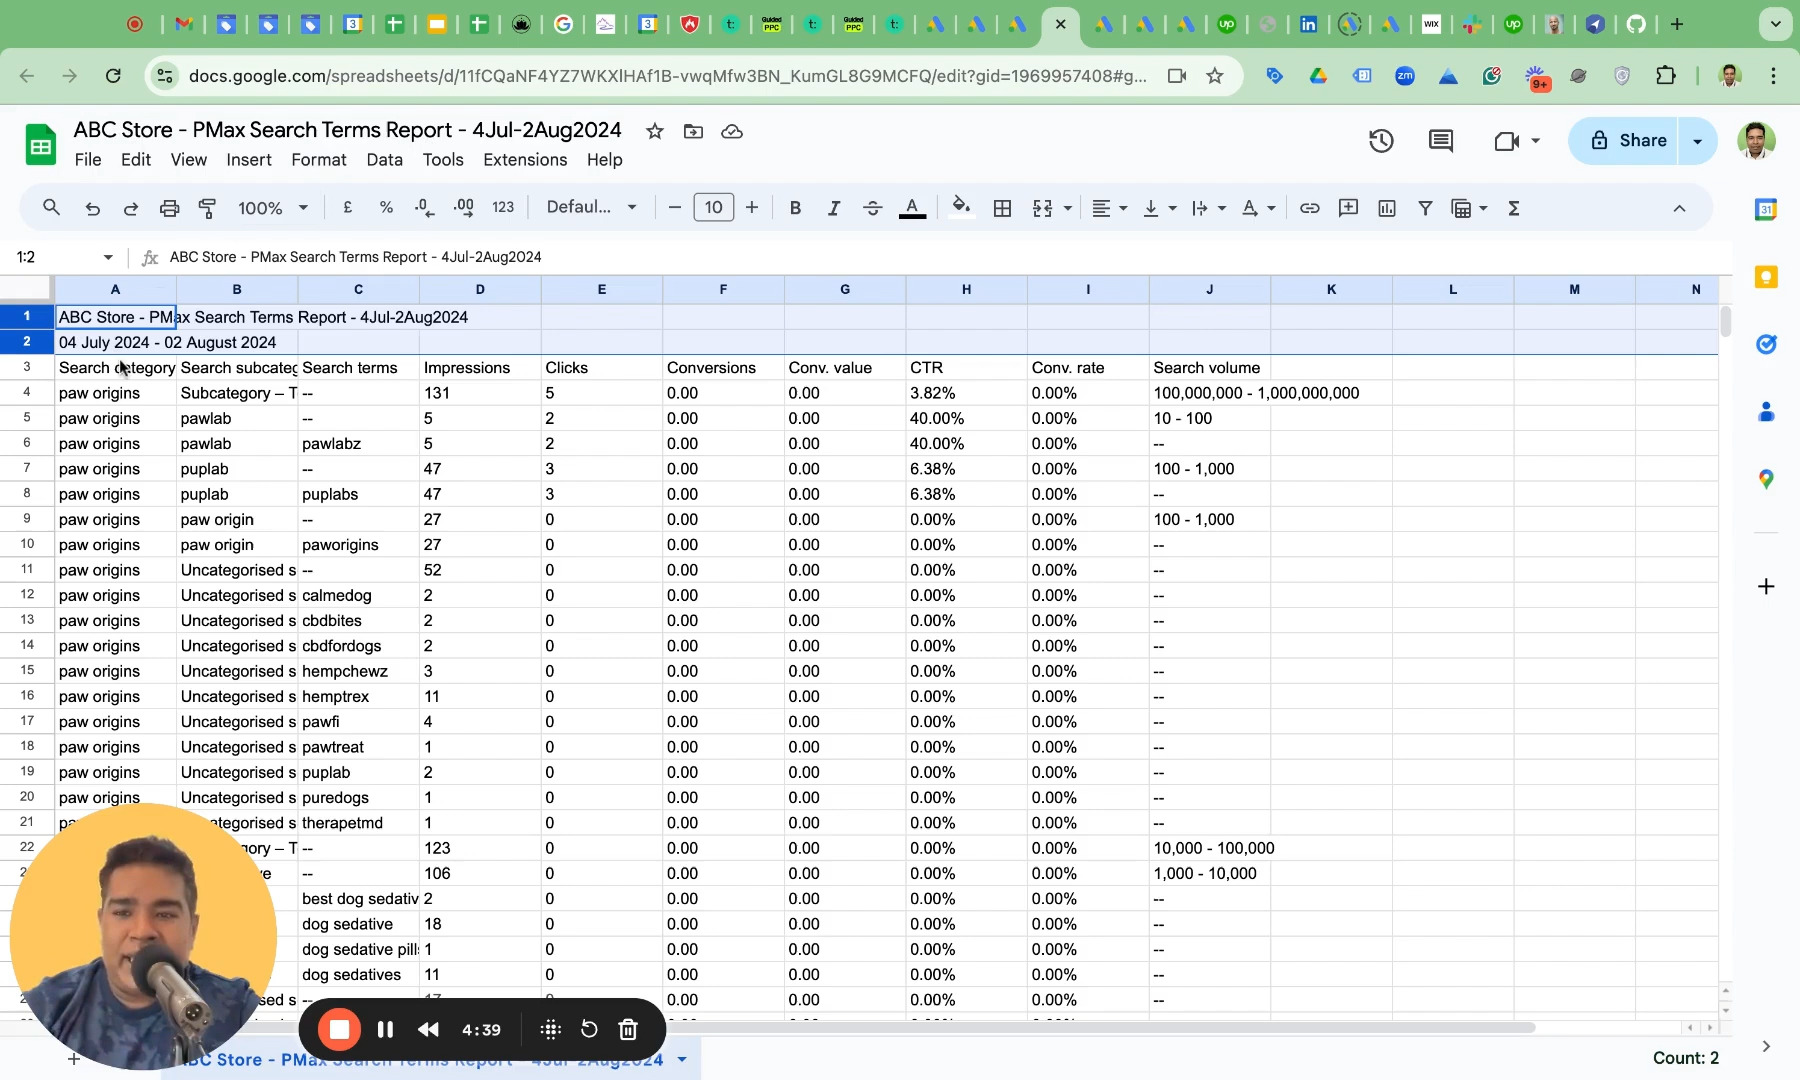 docs.google.com/spreadsheets/d/11fCQaNF4YZ7WKXlHAf1B-vwqMfw3BN_KumGL8G9MCFQ/edit?gid=1969957408#g...
9+
ABC Store - PMax Search Terms Report - 4Jul-2Aug2024
File Edit View Insert Format Data Tools Extensions Help
Share
100% £ % .0 .00 123 Defaul... 10 B I A
1:2 fx ABC Store - PMax Search Terms Report - 4Jul-2Aug2024
A B C D E F G H I J K L M N
1 ABC Store - PMax Search Terms Report - 4Jul-2Aug2024
2 04 July 2024 - 02 August 2024
3 Search category Search subcateg Search terms Impressions Clicks Conversions Conv. value CTR Conv. rate Search volume
4 paw origins Subcategory – T -- 131 5 0.00 0.00 3.82% 0.00% 100,000,000 - 1,000,000,000
5 paw origins pawlab -- 5 2 0.00 0.00 40.00% 0.00% 10 - 100
6 paw origins pawlab pawlabz 5 2 0.00 0.00 40.00% 0.00% --
7 paw origins puplab -- 47 3 0.00 0.00 6.38% 0.00% 100 - 1,000
8 paw origins puplab puplabs 47 3 0.00 0.00 6.38% 0.00% --
9 paw origins paw origin -- 27 0 0.00 0.00 0.00% 0.00% 100 - 1,000
10 paw origins paw origin paworigins 27 0 0.00 0.00 0.00% 0.00% --
11 paw origins Uncategorised s -- 52 0 0.00 0.00 0.00% 0.00% --
12 paw origins Uncategorised s calmedog 2 0 0.00 0.00 0.00% 0.00% --
13 paw origins Uncategorised s cbdbites 2 0 0.00 0.00 0.00% 0.00% --
14 paw origins Uncategorised s cbdfordogs 2 0 0.00 0.00 0.00% 0.00% --
15 paw origins Uncategorised s hempchewz 3 0 0.00 0.00 0.00% 0.00% --
16 paw origins Uncategorised s hemptrex 11 0 0.00 0.00 0.00% 0.00% --
17 paw origins Uncategorised s pawfi 4 0 0.00 0.00 0.00% 0.00% --
18 paw origins Uncategorised s pawtreat 1 0 0.00 0.00 0.00% 0.00% --
19 paw origins Uncategorised s puplab 2 0 0.00 0.00 0.00% 0.00% --
20 paw origins Uncategorised s puredogs 1 0 0.00 0.00 0.00% 0.00% --
21 pa tegorised s therapetmd 1 0 0.00 0.00 0.00% 0.00% --
22 ory – T -- 123 0 0.00 0.00 0.00% 0.00% 10,000 - 100,000
e -- 106 0 0.00 0.00 0.00% 0.00% 1,000 - 10,000
best dog sedativ 2 0 0.00 0.00 0.00% 0.00% --
dog sedative 18 0 0.00 0.00 0.00% 0.00% --
dog sedative pill 1 0 0.00 0.00 0.00% 0.00% --
dog sedatives 11 0 0.00 0.00 0.00% 0.00% --
sed s -- 17 0 0.00 0.00 0.00% 0.00% --
4:39
BC Store - PMax Search Terms Report - 4Jul-2Aug2024
Count: 2